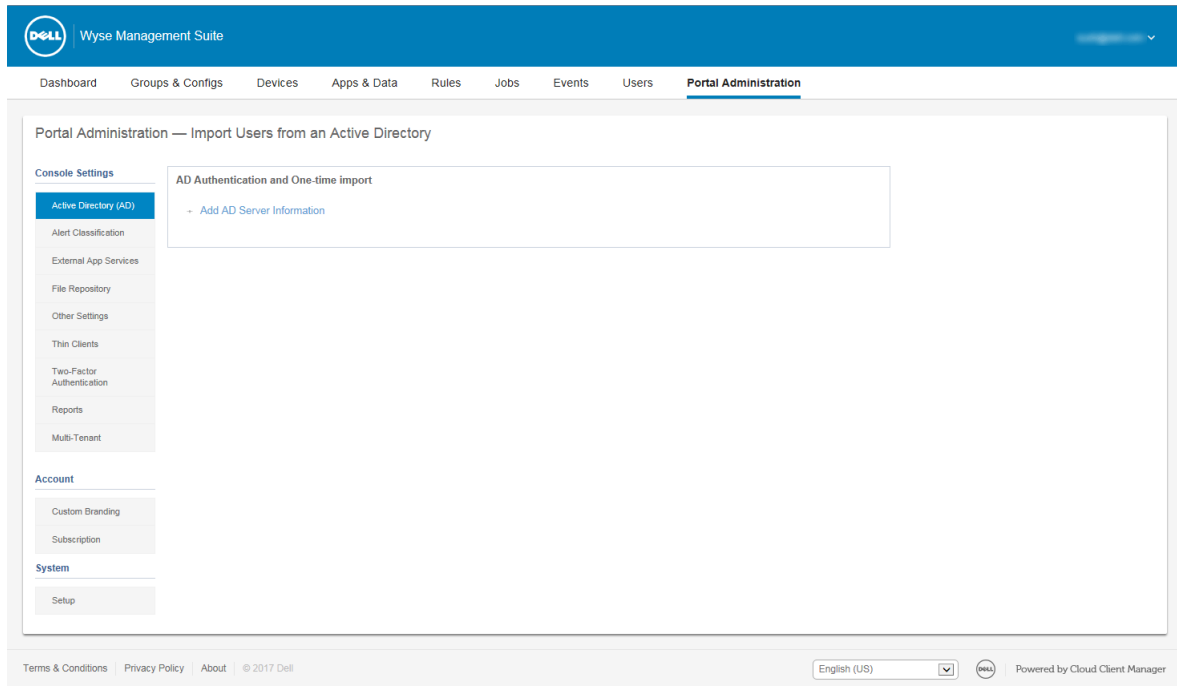 DELL
Wyse Management Suite
Dashboard
Groups & Configs
Devices
Apps & Data
Rules
Jobs
Events
Users
Portal Administration
Portal Administration — Import Users from an Active Directory
Console Settings
Active Directory (AD)
Alert Classification
External App Services
File Repository
Other Settings
Thin Clients
Two-Factor
Authentication
Reports
Multi-Tenant
Account
Custom Branding
Subscription
System
Setup
AD Authentication and One-time import
+ Add AD Server Information
Terms & Conditions
Privacy Policy
About
© 2017 Dell
English (US)
DELL
Powered by Cloud Client Manager